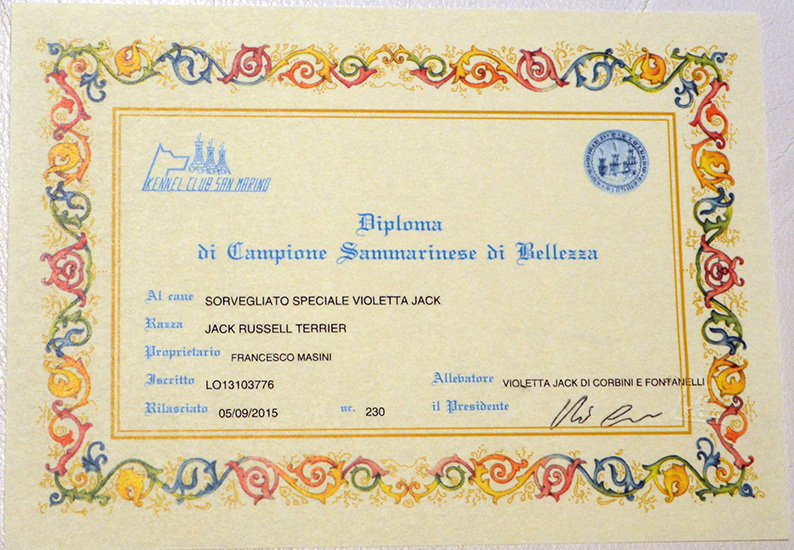 KENNEL CLUB SAN MARINO
Diploma
di Campione Sammarinese di Bellezza
Al cane SORVEGLIATO SPECIALE VIOLETTA JACK
Razza JACK RUSSELL TERRIER
Proprietario FRANCESCO MASINI
Iscritto LO13103776 Allevatore VIOLETTA JACK DI CORBINI E FONTANELLI
Rilasciato 05/09/2015 nr. 230 il Presidente